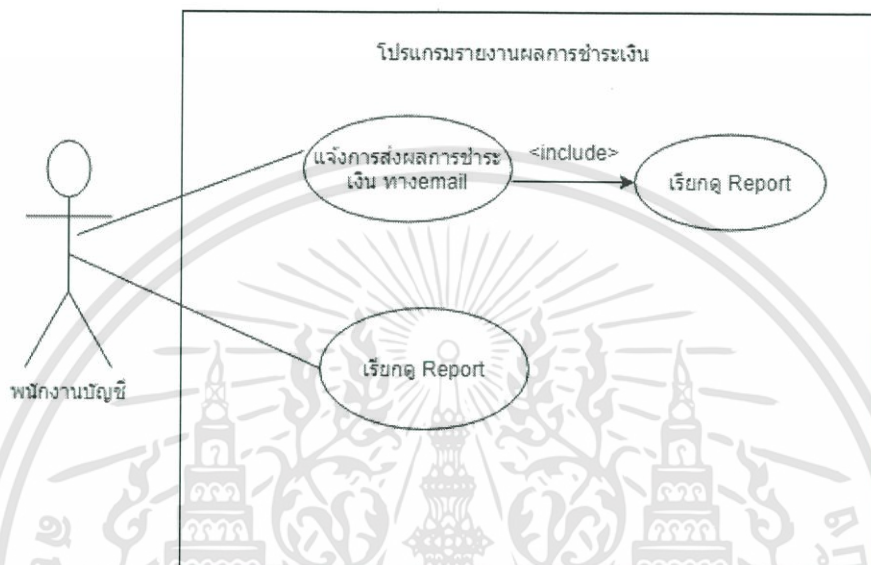 โปรแกรมรายงานผลการชำระเงิน
แจ้งการส่งผลการชำระ
เงิน ทางemail
<include>
เรียกดู Report
เรียกดู Report
พนักงานบัญชี